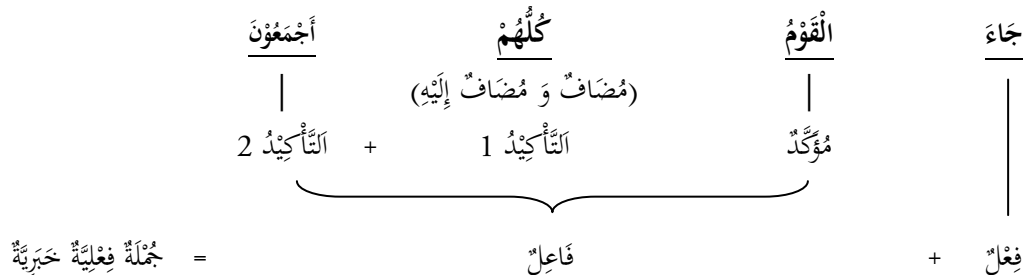 جَاءَ الْقَوْمُ كُلُّهُمْ أَجْمَعُوْنَ
(مُضَافٌ وَ مُضَافٌ إِلَيْهِ)
مُؤَكَّدٌ اَلتَّأْكِيْدُ 1 + اَلتَّأْكِيْدُ 2
فِعْلٌ + فَاعِلٌ = جُمْلَةٌ فِعْلِيَّةٌ خَبَرِيَّةٌ